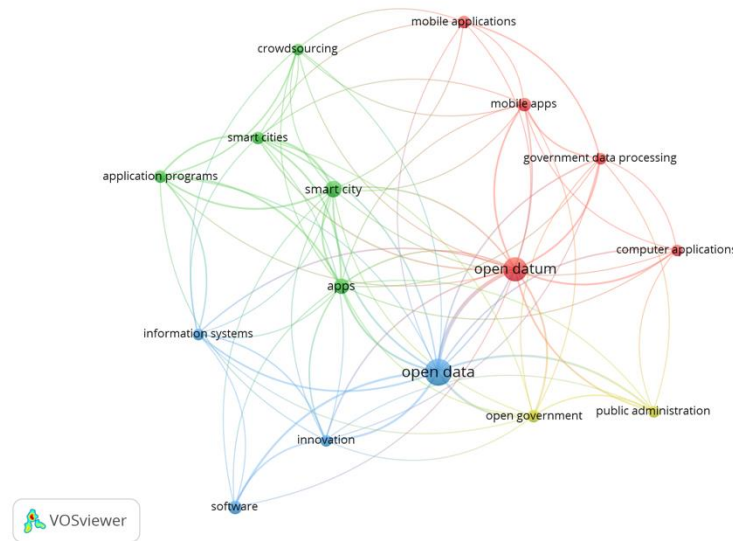 mobile applications
crowdsourcing
mobile apps
smart cities
government data processing
application programs
smart city
computer applications
open datum
apps
information systems
open data
public administration
open government
innovation
software
VOSviewer